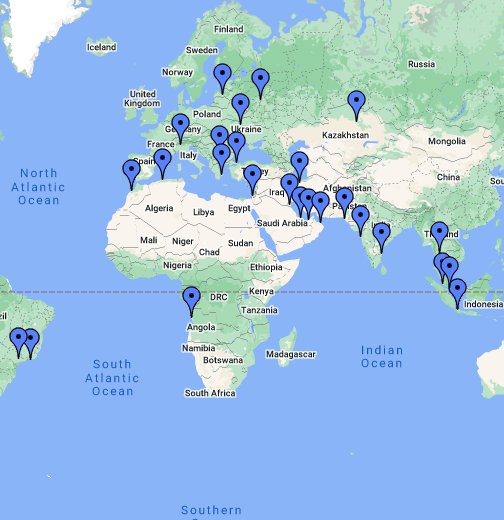 Iceland
Finland
Sweden
Norway
Russia
United
Kingdom
Poland
Germany
Ukraine
Kazakhstan
France
Mongolia
Spain
Italy
North
Atlantic
Ocean
Iraq
Afghanistan
China
Algeria
Libya
Egypt
Pakistan
Saudi Arabia
Mali
Niger
Sudan
Chad
Nigeria
Ethiopia
DRC
Kenya
Indonesia
Tanzania
Angola
Indian
Ocean
South
Atlantic
Ocean
Namibia
Madagascar
Botswana
South Africa
Southern